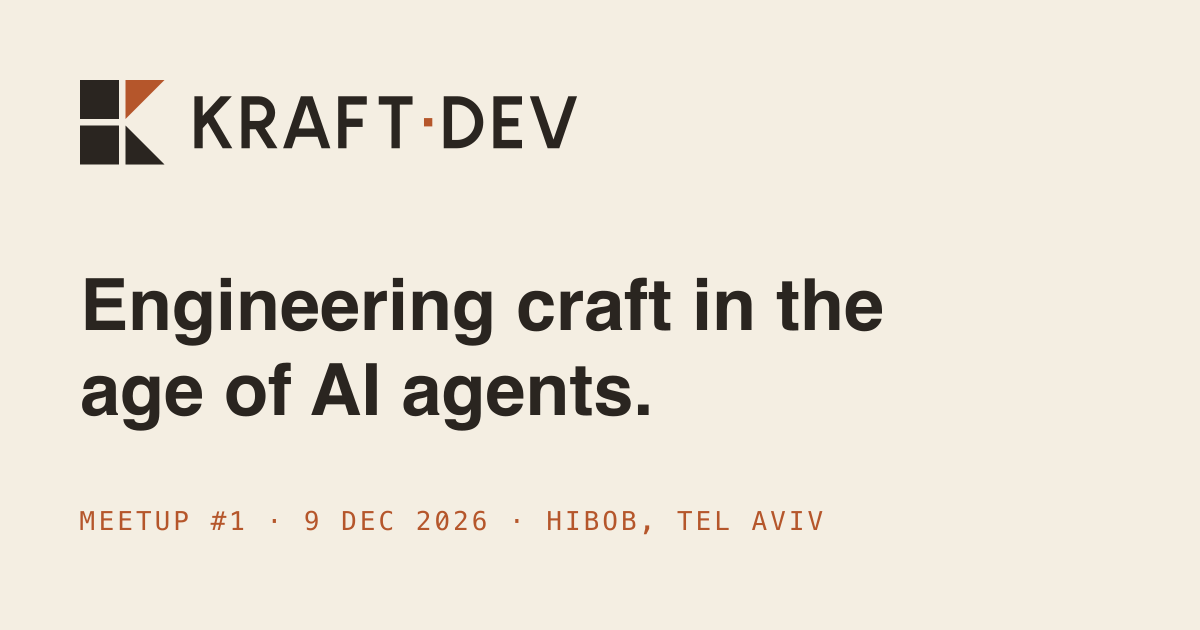 KRAFT·DEV
Engineering craft in the
age of AI agents.
MEETUP #1 · 9 DEC 2026 · HIBOB, TEL AVIV